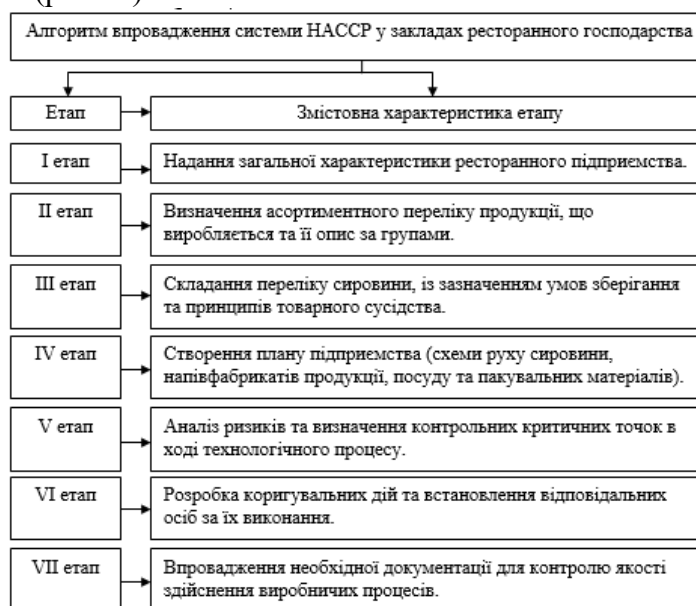 Алгоритм впровадження системи НАССР у закладах ресторанного господарства
Етап
Змістовна характеристика етапу
I етап
Надання загальної характеристики ресторанного підприємства.
II етап
Визначення асортиментного переліку продукції, що
виробляється та її опис за групами.
III етап
Складання переліку сировини, із зазначенням умов зберігання
та принципів товарного сусідства.
IV етап
Створення плану підприємства (схеми руху сировини,
напівфабрикатів продукції, посуду та пакувальних матеріалів).
V етап
Аналіз ризиків та визначення контрольних критичних точок в
ході технологічного процесу.
VI етап
Розробка коригувальних дій та встановлення відповідальних
осіб за їх виконання.
VII етап
Впровадження необхідної документації для контролю якості
здійснення виробничих процесів.